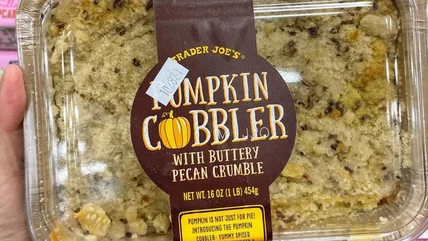 TRADER JOE'S
PUMPKIN
COBBLER
WITH BUTTERY
PECAN CRUMBLE
NET WT. 16 OZ (1 LB) 454g
PUMPKIN IS NOT JUST FOR PIE!
INTRODUCING THE PUMPKIN
COBBLER- YUMMY SPICED